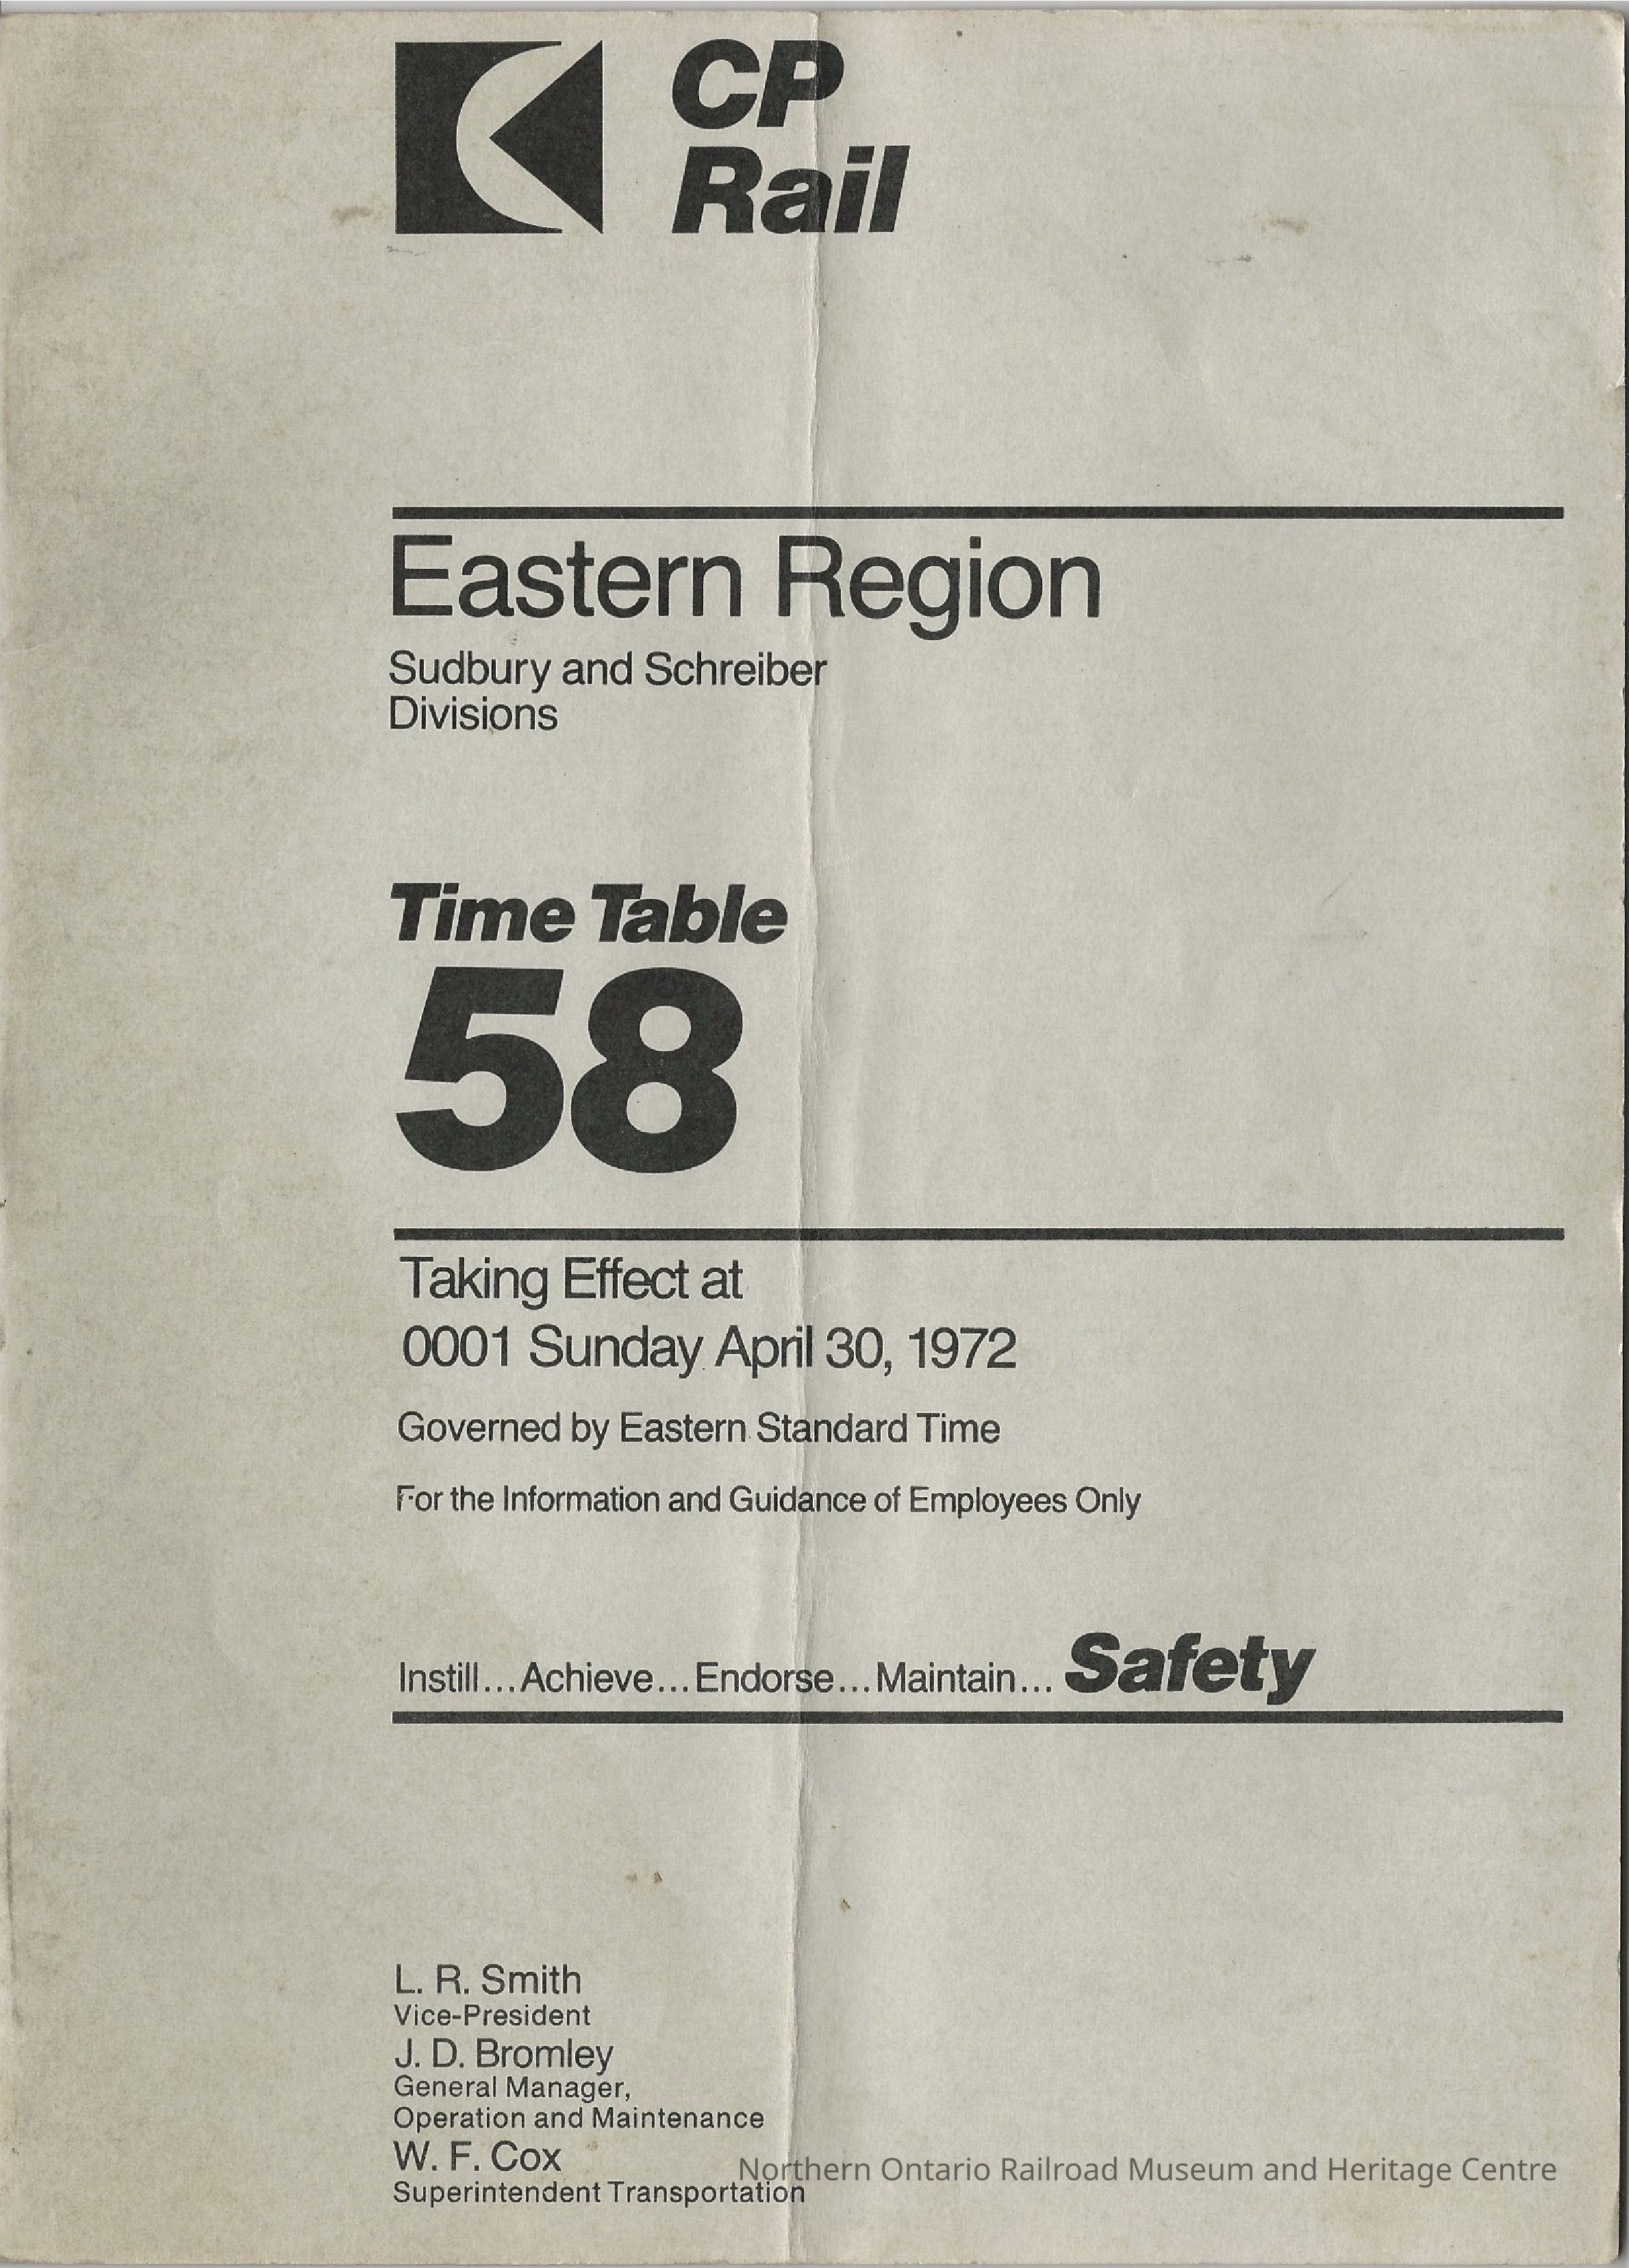 CP
Rail
Eastern Region
Sudbury and Schreiber
Divisions
Time Table
58
Taking Effect at
0001 Sunday April 30, 1972
Governed by Eastern Standard Time
For the Information and Guidance of Employees Only
Instill...Achieve...Endorse...Maintain... Safety
L. R. Smith
Vice-President
J. D. Bromley
General Manager,
Operation and Maintenance
W. F. Cox
Superintendent Transportation
Northern Ontario Railroad Museum and Heritage Centre